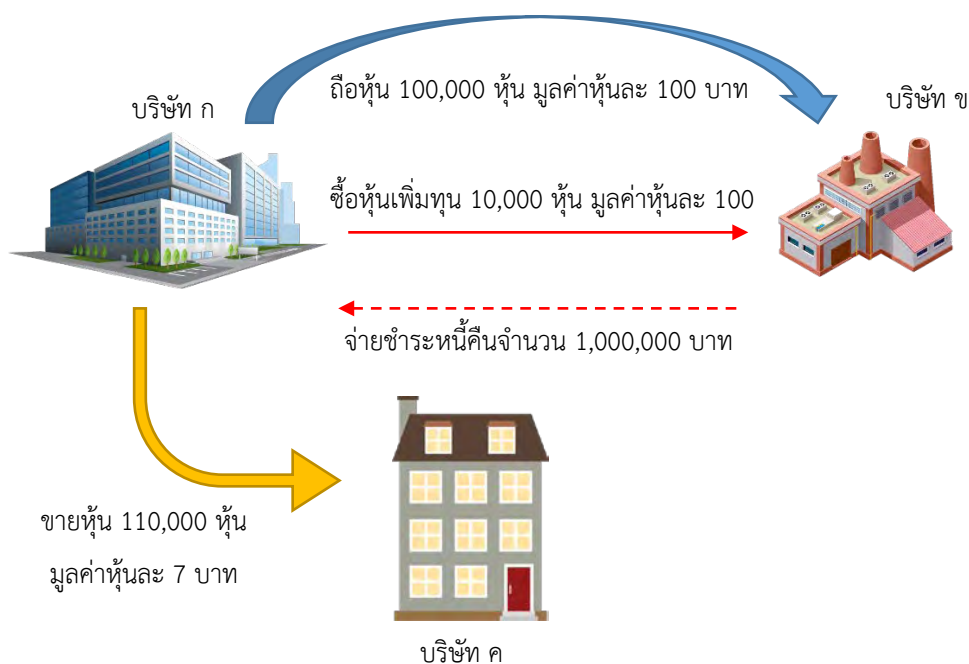 ถือหุ้น 100,000 หุ้น มูลค่าหุ้นละ 100 บาท
บริษัท ก
บริษัท ข
ซื้อหุ้นเพิ่มทุน 10,000 หุ้น มูลค่าหุ้นละ 100
จ่ายชำระหนี้คืนจำนวน 1,000,000 บาท
ขายหุ้น 110,000 หุ้น
มูลค่าหุ้นละ 7 บาท
บริษัท ค